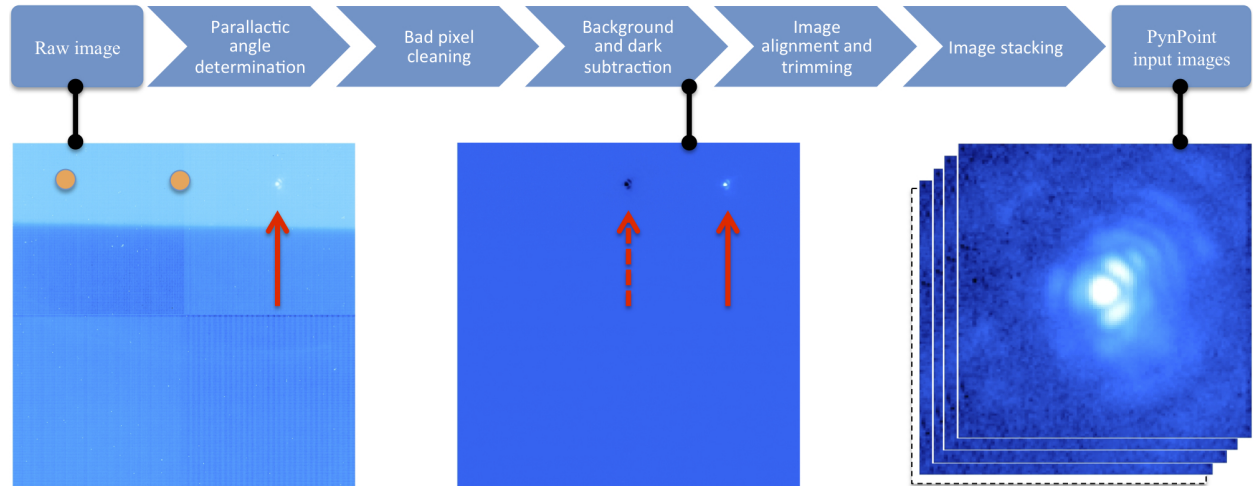 Raw image
Parallactic
angle
determination
Bad pixel
cleaning
Background
and dark
subtraction
Image
alignment and
trimming
Image stacking
PynPoint
input images